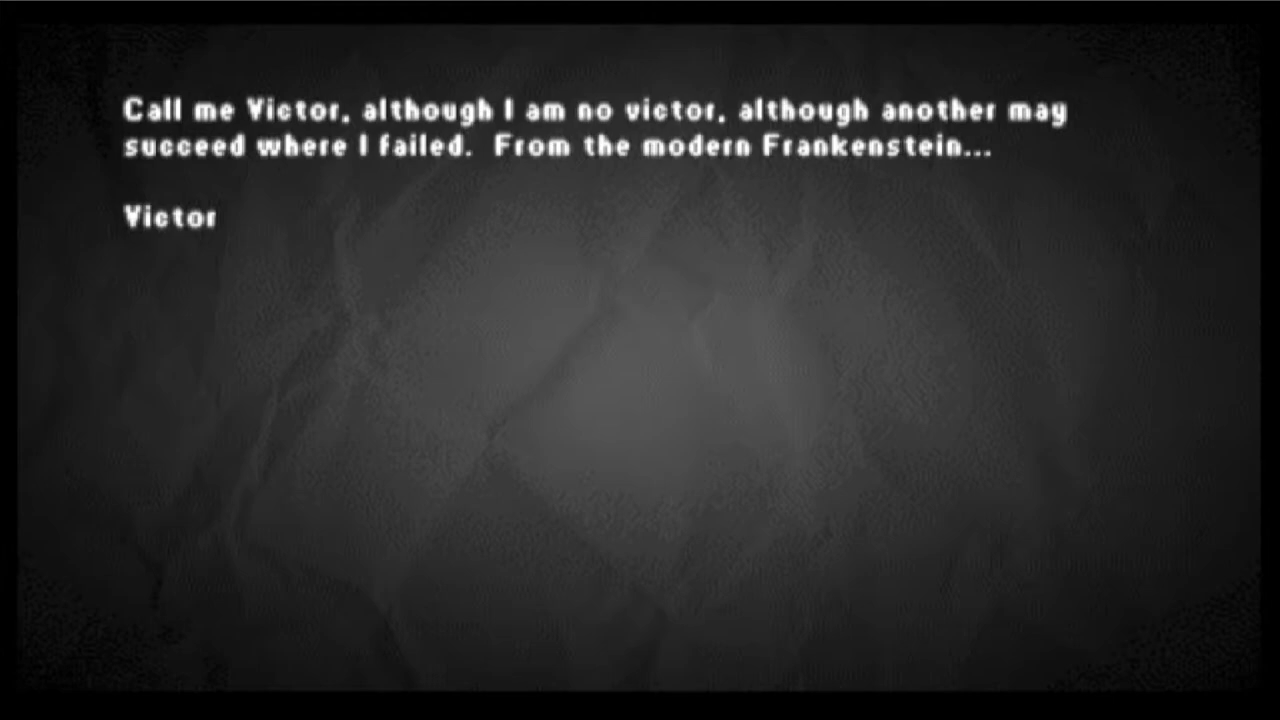 Call me Victor, although I am no victor, although another may
succeed where I failed.  From the modern Frankenstein...
Victor